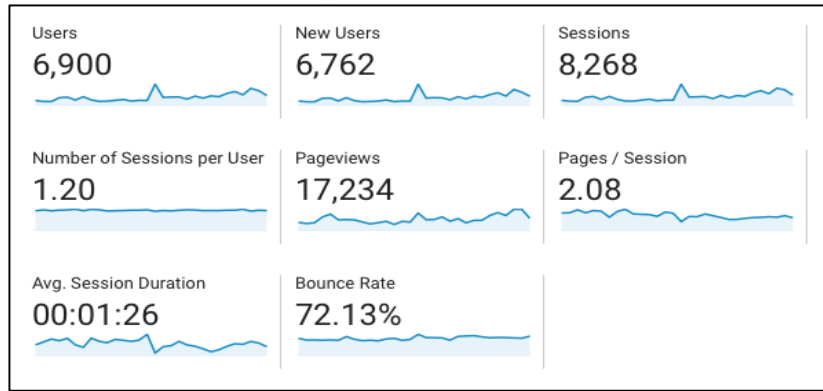 Users
6,900
New Users
6,762
Sessions
8,268
Number of Sessions per User
1.20
Pageviews
17,234
Pages / Session
2.08
Avg. Session Duration
00:01:26
Bounce Rate
72.13%